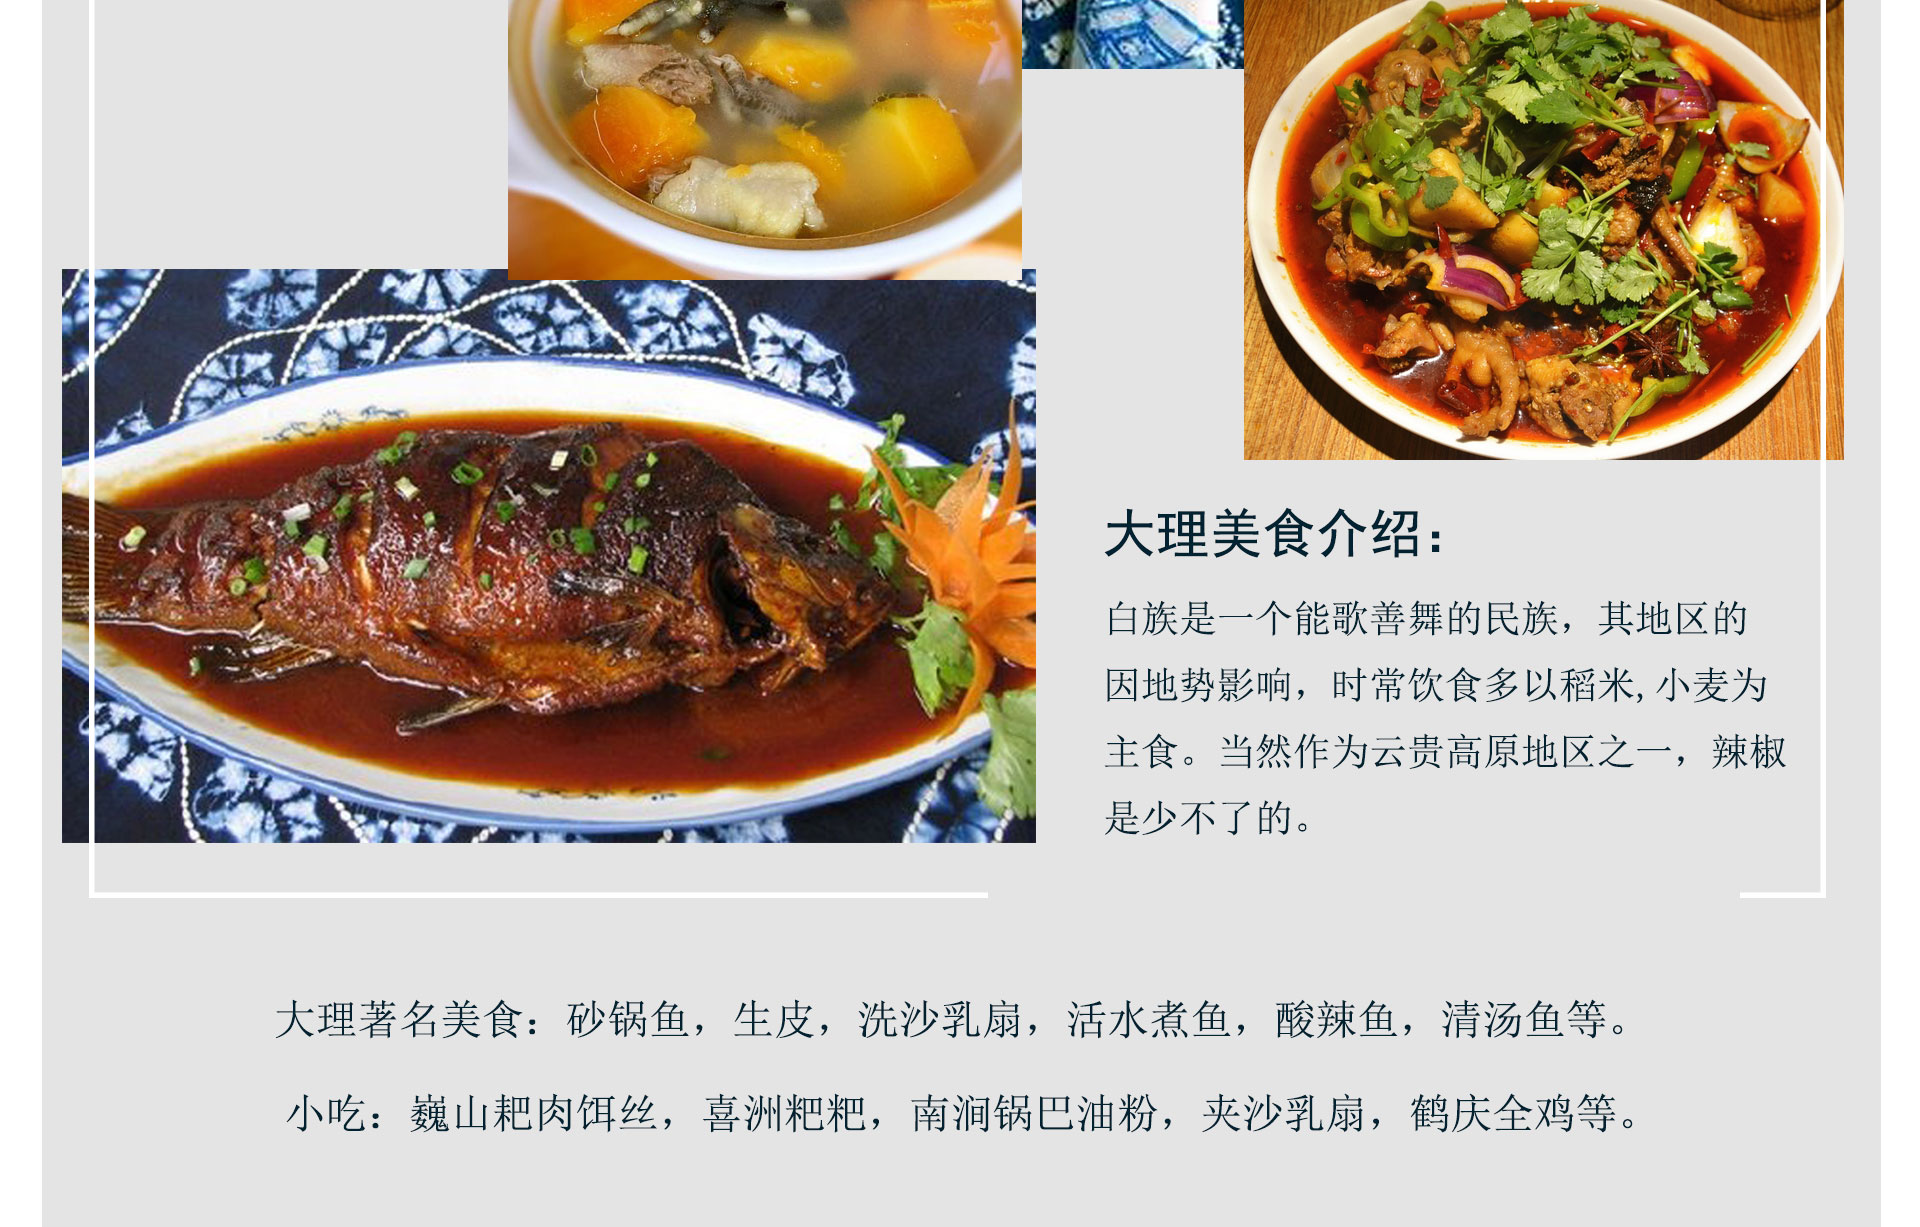 大理美食介绍：
白族是一个能歌善舞的民族，其地区的
因地势影响，时常饮食多以稻米,小麦为
主食。当然作为云贵高原地区之一，辣椒
是少不了的。
大理著名美食：砂锅鱼，生皮，洗沙乳扇，活水煮鱼，酸辣鱼，清汤鱼等。
小吃：巍山耙肉饵丝，喜洲粑粑，南涧锅巴油粉，夹沙乳扇，鹤庆全鸡等。